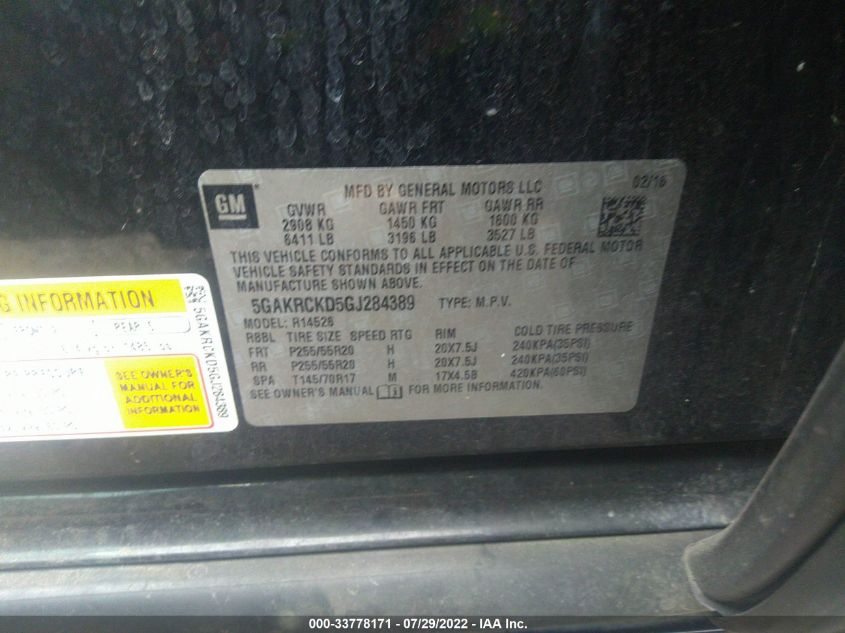 GM
MFD BY GENERAL MOTORS LLC 02/16
GVWR GAWR FRT GAWR RR
2908 KG 1450 KG 1600 KG
6411 LB 3196 LB 3527 LB
THIS VEHICLE CONFORMS TO ALL APPLICABLE U.S. FEDERAL MOTOR
VEHICLE SAFETY STANDARDS IN EFFECT ON THE DATE OF
MANUFACTURE SHOWN ABOVE.
5GAKRCKD5GJ284389 TYPE: M.P.V.
MODEL: R14526
RBBL TIRE SIZE SPEED RTG RIM COLD TIRE PRESSURE
FRT P255/55R20 H 20X7.5J 240KPA(35PSI)
RR P255/55R20 H 20X7.5J 240KPA(35PSI)
SPA T145/70R17 M 17X4.5B 420KPA(60PSI)
SEE OWNER'S MANUAL FOR MORE INFORMATION.
G INFORMATION
REAR
SEE OWNER'S
MANUAL FOR
ADDITIONAL
INFORMATION
5GAKRCKD5GJ284389
000-33778171 - 07/29/2022 - IAA Inc.